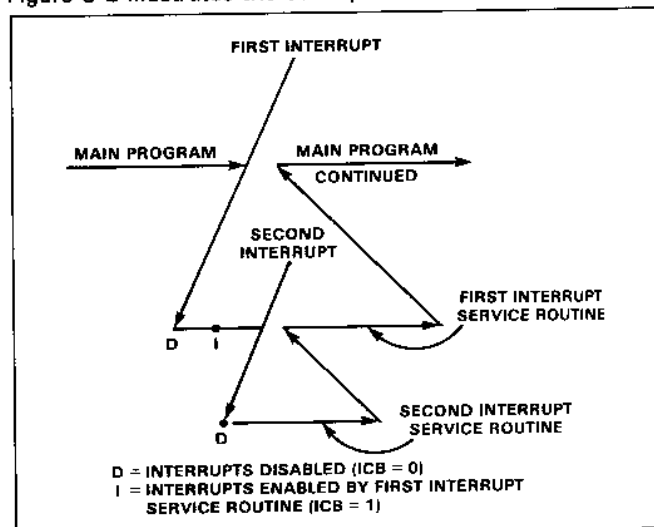 FIRST INTERRUPT
MAIN PROGRAM
MAIN PROGRAM
CONTINUED
SECOND
INTERRUPT
FIRST INTERRUPT
SERVICE ROUTINE
D
I
SECOND INTERRUPT
SERVICE ROUTINE
D
D = INTERRUPTS DISABLED (ICB = 0)
I = INTERRUPTS ENABLED BY FIRST INTERRUPT
SERVICE ROUTINE (ICB = 1)